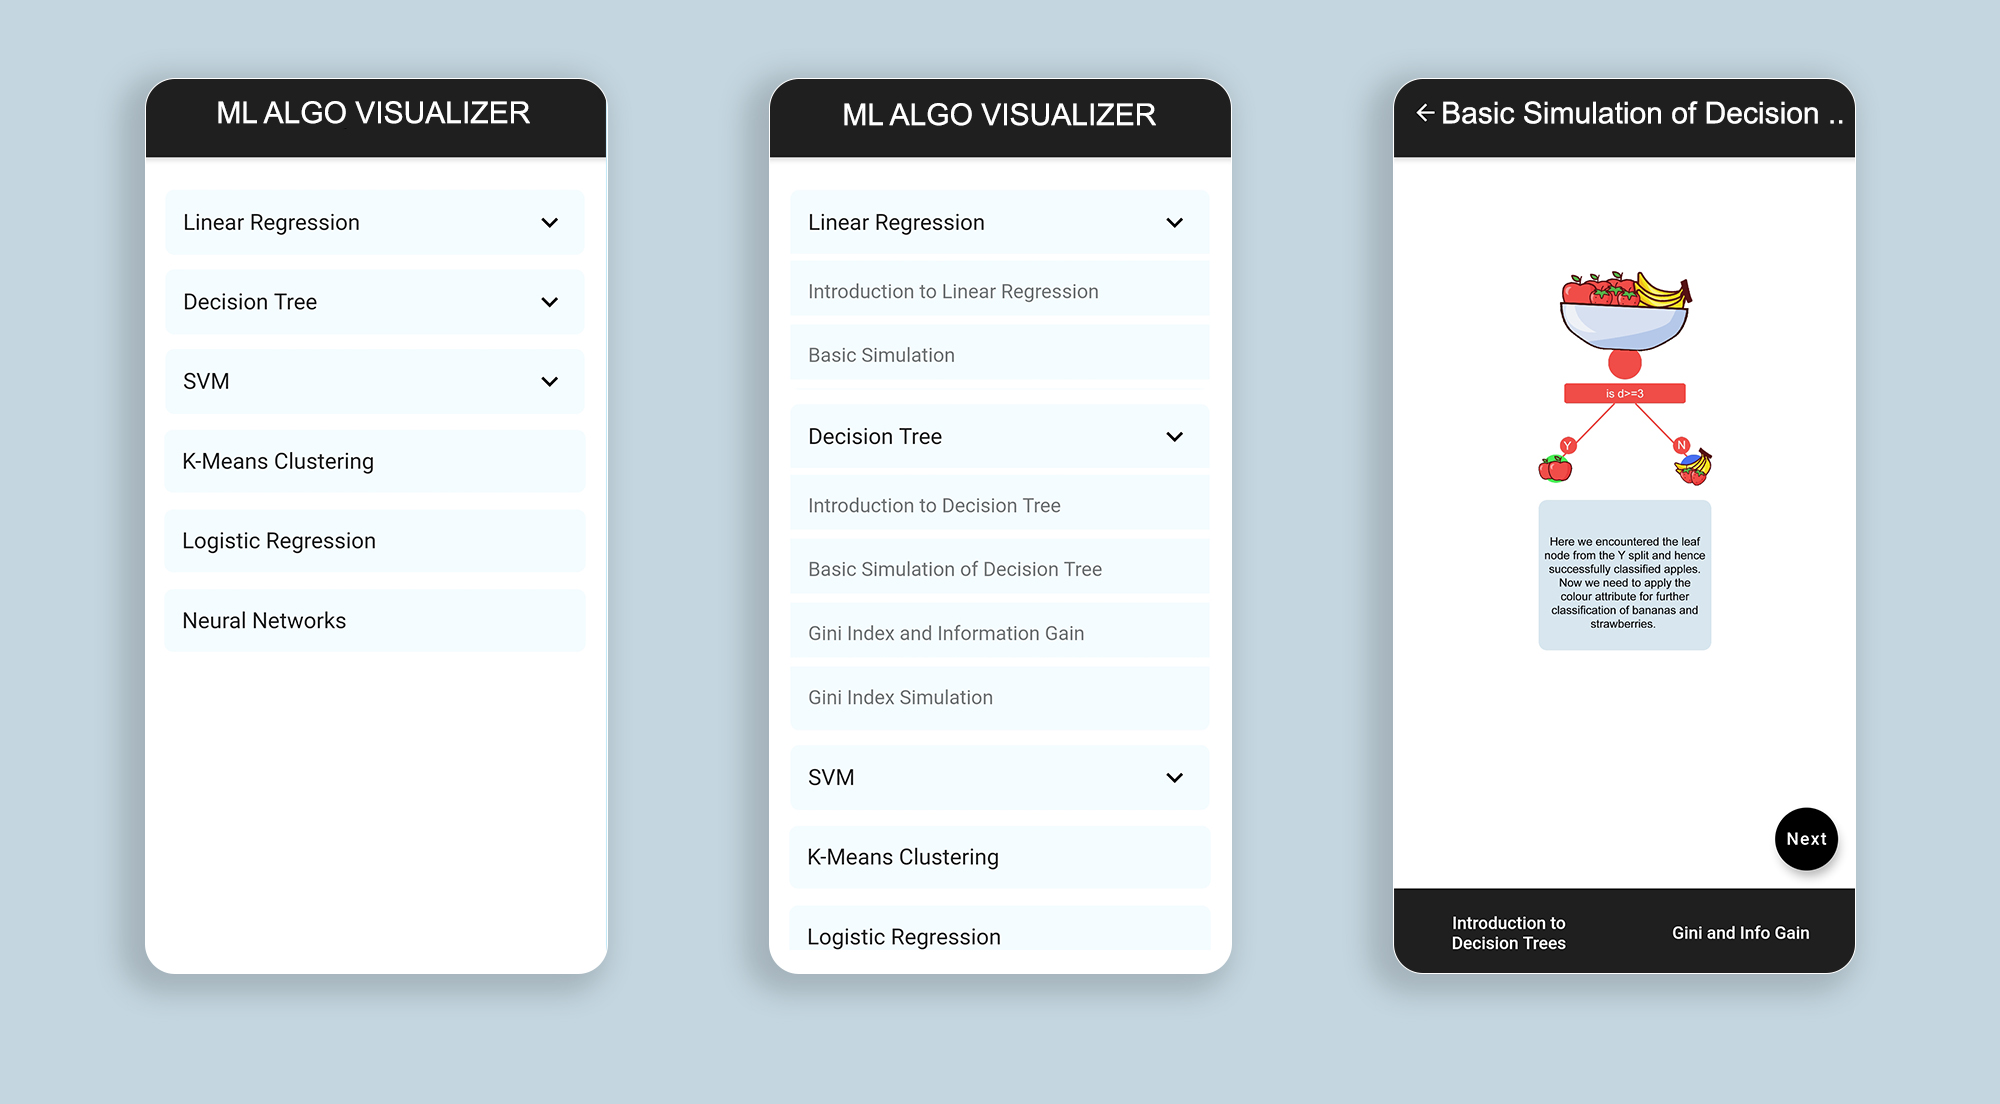 ML ALGO VISUALIZER
Linear Regression
Decision Tree
SVM
K-Means Clustering
Logistic Regression
Neural Networks
ML ALGO VISUALIZER
Linear Regression
Introduction to Linear Regression
Basic Simulation
Decision Tree
Introduction to Decision Tree
Basic Simulation of Decision Tree
Gini Index and Information Gain
Gini Index Simulation
SVM
K-Means Clustering
Logistic Regression
Basic Simulation of Decision ..
is d>=3
Y
N
Here we encountered the leaf
node from the Y split and hence
successfully classified apples.
Now we need to apply the
colour attribute for further
classification of bananas and
strawberries.
Next
Introduction to
Decision Trees
Gini and Info Gain